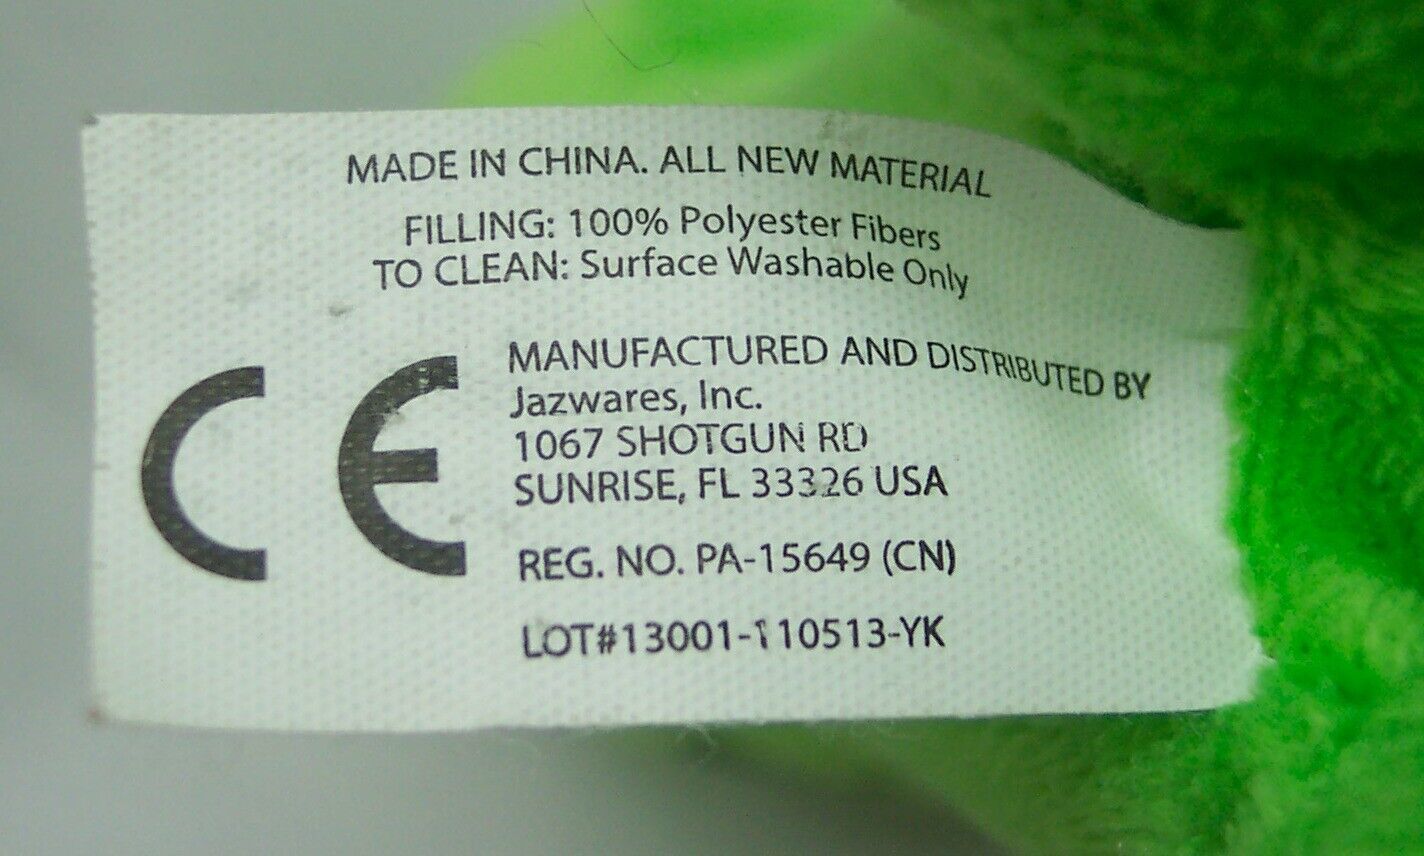 MADE IN CHINA. ALL NEW MATERIAL
FILLING: 100% Polyester Fibers
TO CLEAN: Surface Washable Only
CE
MANUFACTURED AND DISTRIBUTED BY
Jazwares, Inc.
1067 SHOTGUN RD
SUNRISE, FL 33326 USA
REG. NO. PA-15649 (CN)
LOT#13001-110513-YK